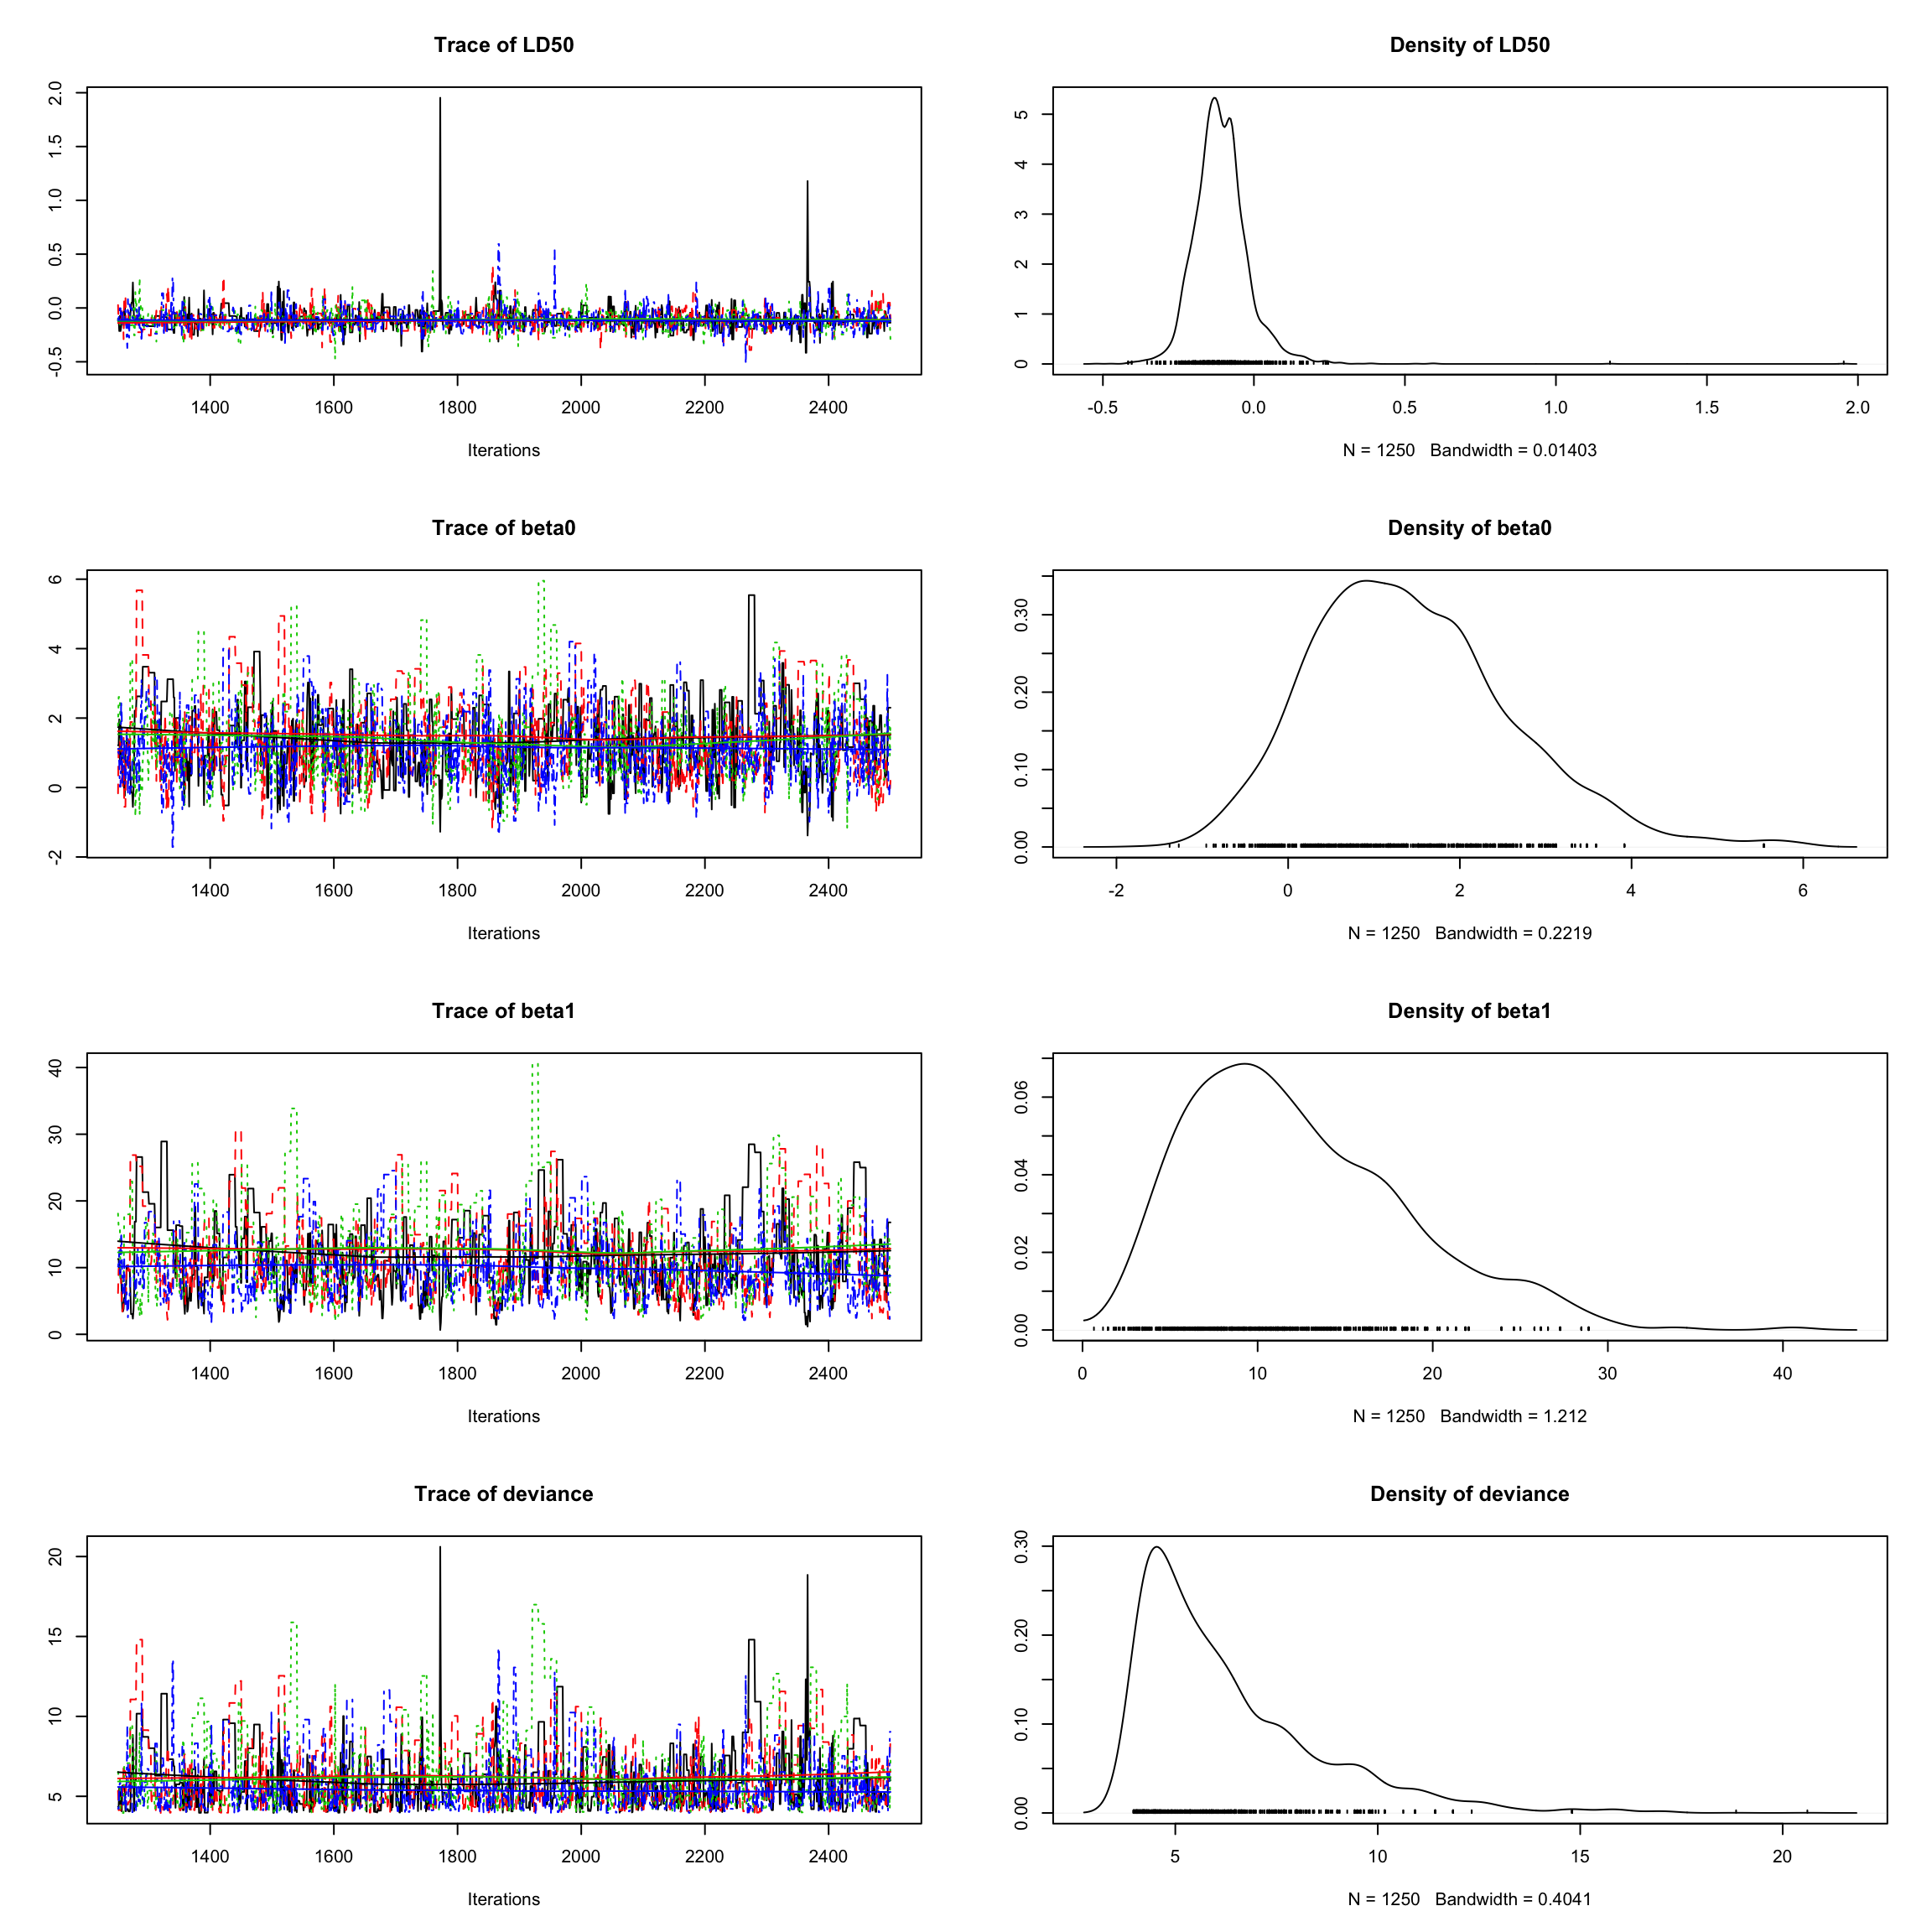 Trace of LD50
2.0
1.5
1.0
0.5
0.0
-0.5
1400 1600 1800 2000 2200 2400
Iterations
Density of LD50
5
4
3
2
1
0
-0.5 0.0 0.5 1.0 1.5 2.0
N = 1250 Bandwidth = 0.01403
Trace of beta0
6
4
2
0
-2
1400 1600 1800 2000 2200 2400
Iterations
Density of beta0
0.30
0.20
0.10
0.00
-2 0 2 4 6
N = 1250 Bandwidth = 0.2219
Trace of beta1
40
30
20
10
0
1400 1600 1800 2000 2200 2400
Iterations
Density of beta1
0.06
0.04
0.02
0.00
0 10 20 30 40
N = 1250 Bandwidth = 1.212
Trace of deviance
20
15
10
5
1400 1600 1800 2000 2200 2400
Iterations
Density of deviance
0.30
0.20
0.10
0.00
5 10 15 20
N = 1250 Bandwidth = 0.4041